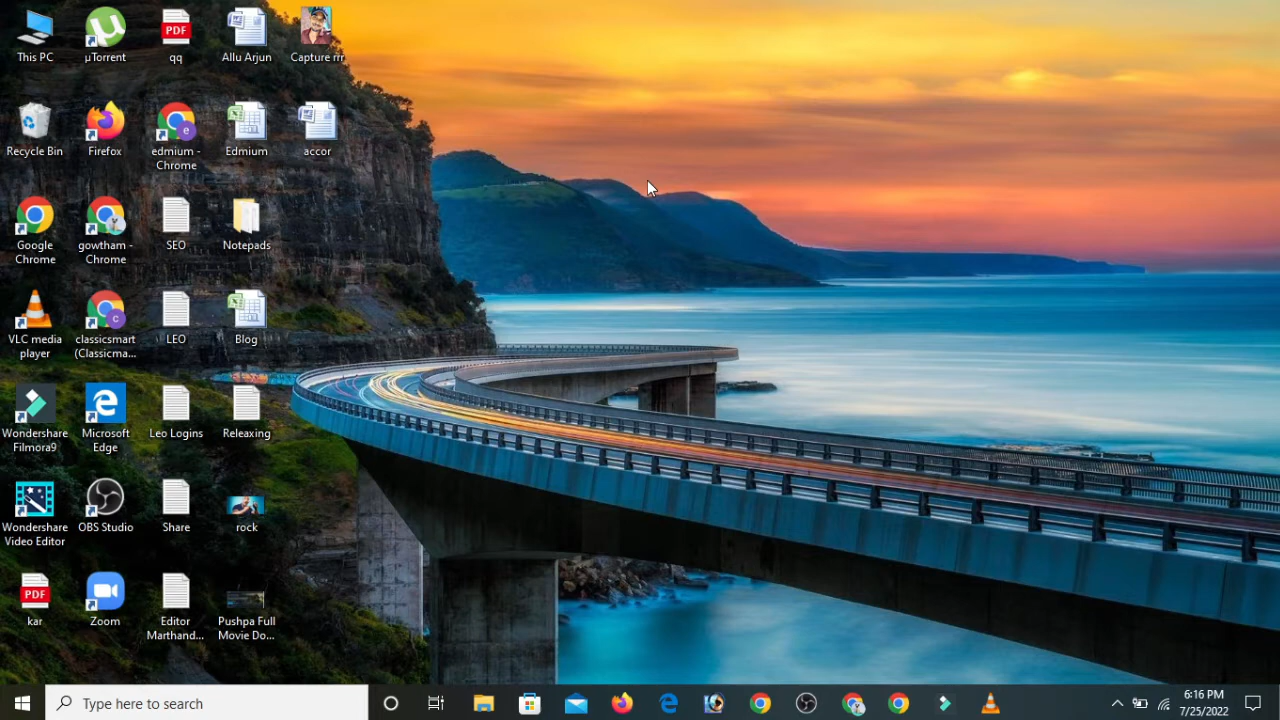 This PC
µTorrent
qq
Allu Arjun
Capture rrr
Recycle Bin
Firefox
edmium -
Chrome
Edmium
accor
Google
Chrome
gowtham -
Chrome
SEO
Notepads
VLC media
player
classicsmart
(Classicma...
LEO
Blog
Wondershare
Filmora9
Microsoft
Edge
Leo Logins
Releaxing
Wondershare
Video Editor
OBS Studio
Share
rock
PDF
kar
Zoom
Editor
Marthand...
Pushpa Full
Movie Do...
PDF
Type here to search
6:16 PM
7/25/2022